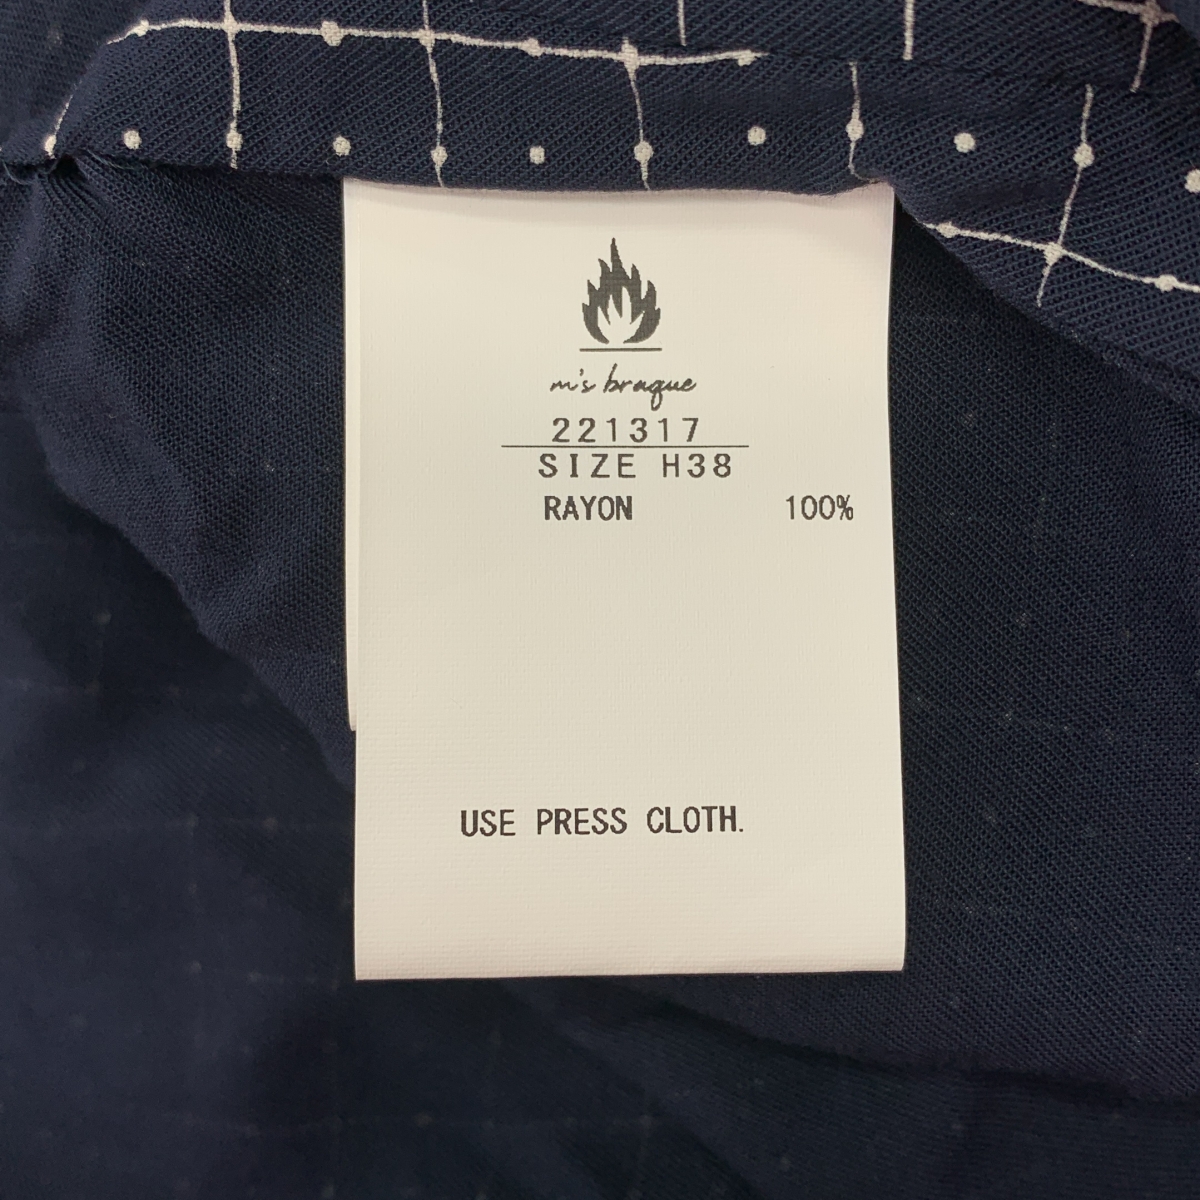 m's braque
221317
SIZE H38
RAYON 100%
USE PRESS CLOTH.